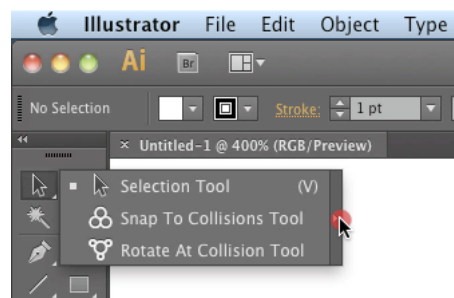 Illustrator File Edit Object Type
Ai Br
No Selection Stroke: 1 pt
× Untitled-1 @ 400% (RGB/Preview)
Selection Tool (V)
Snap To Collisions Tool
Rotate At Collision Tool